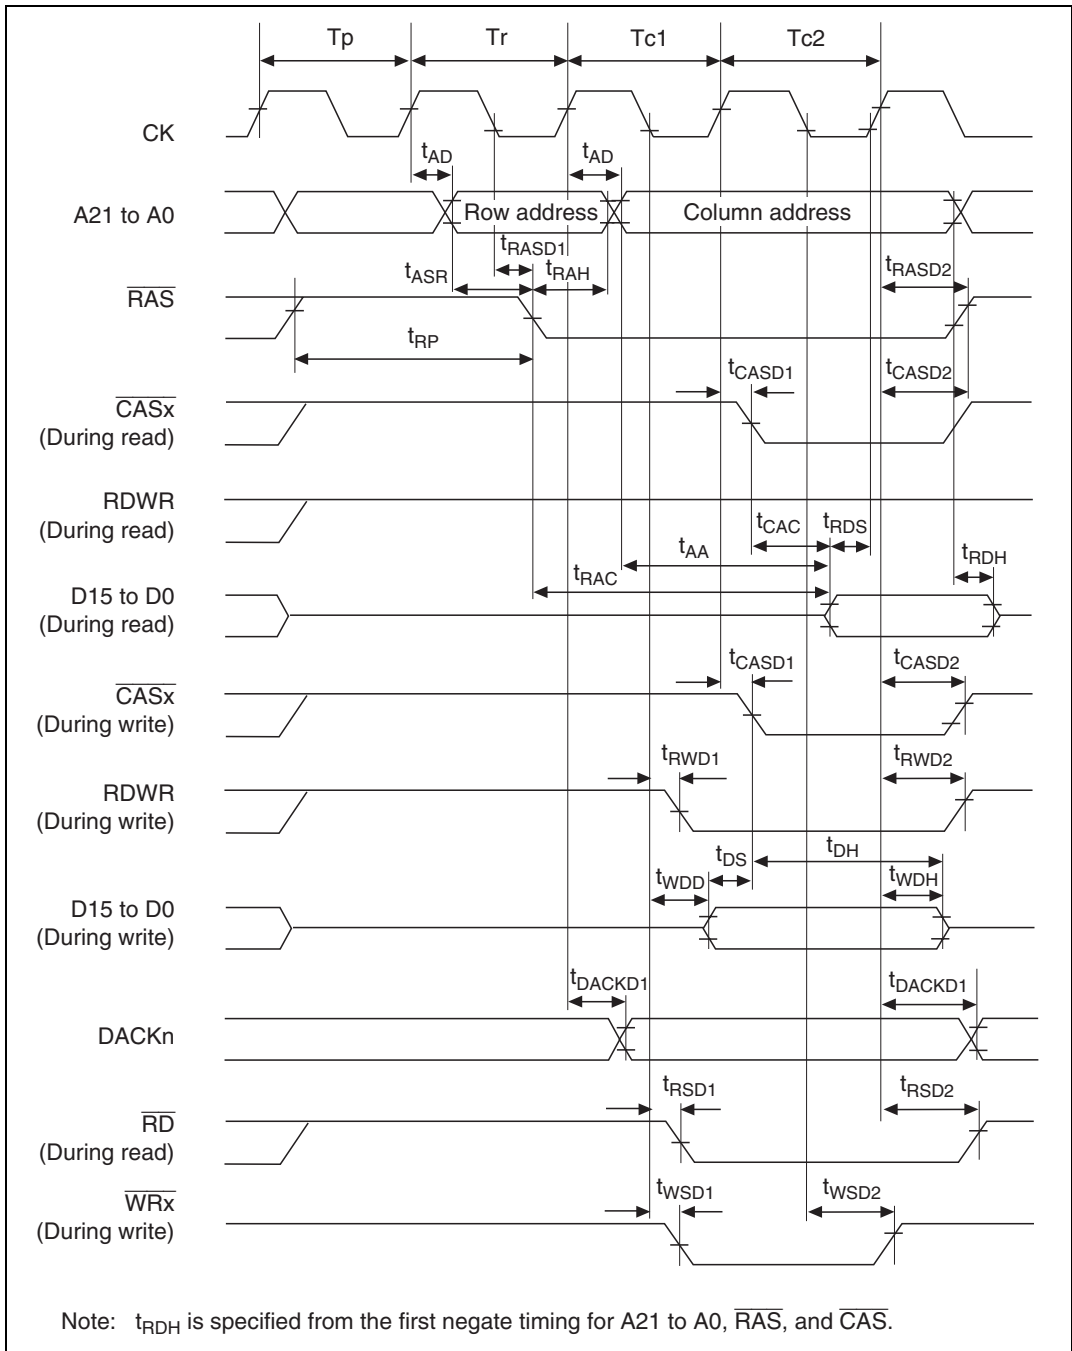 Tp Tr Tc1 Tc2
CK
tAD tAD
A21 to A0 Row address Column address
tRASD1
tASR tRAH tRASD2
RAS
tRP
tCASD1 tCASD2
CASx
(During read)
RDWR
(During read)
tCAC tRDS
tAA tRDH
tRAC
D15 to D0
(During read)
tCASD1 tCASD2
CASx
(During write)
tRWD1 tRWD2
RDWR
(During write)
tDS tDH
tWDD tWDH
D15 to D0
(During write)
tDACKD1 tDACKD1
DACKn
tRSD1 tRSD2
RD
(During read)
tWSD1 tWSD2
WRx
(During write)
Note: tRDH is specified from the first negate timing for A21 to A0, RAS, and CAS.